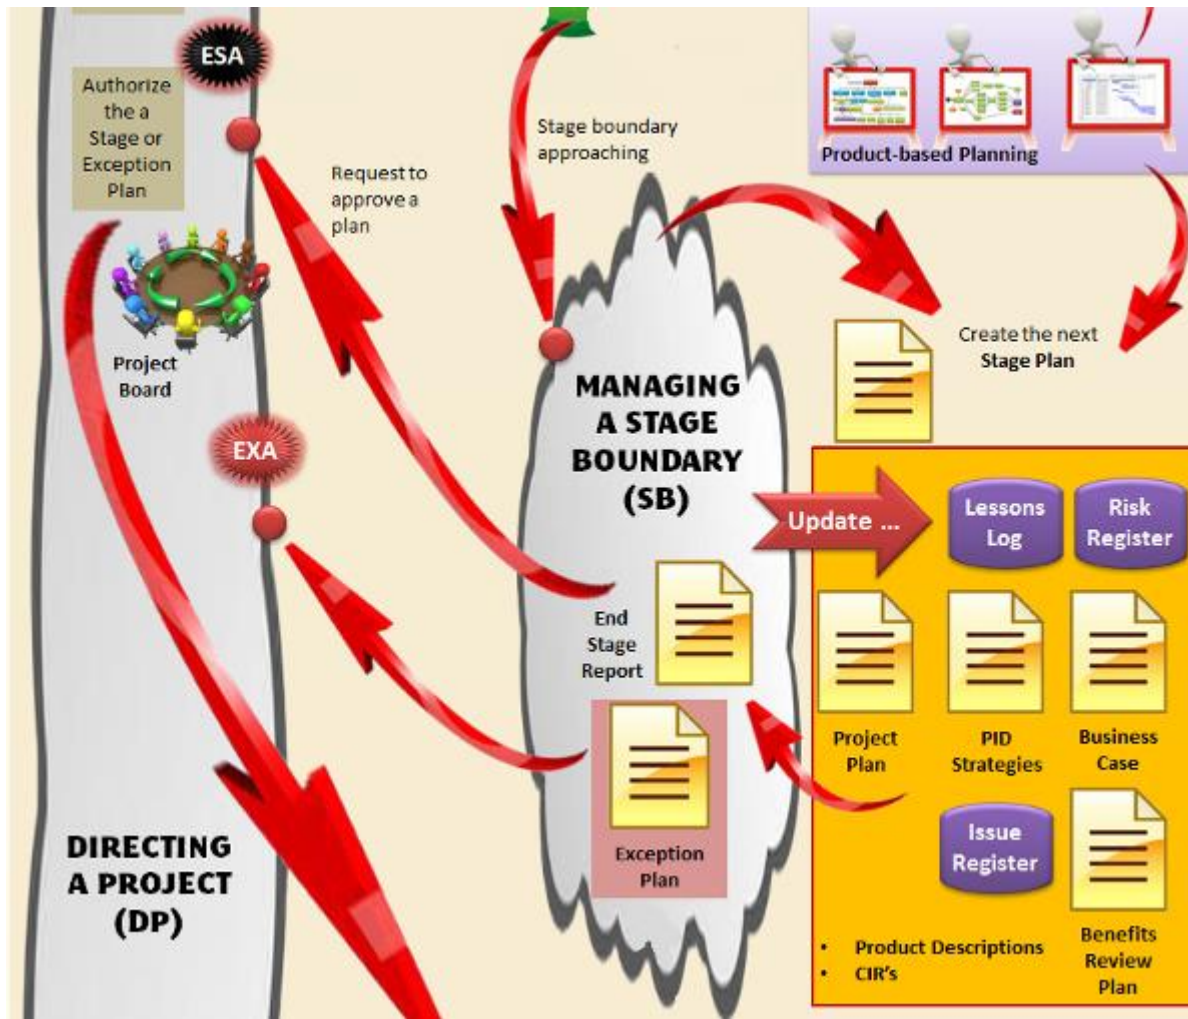 ESA
Authorize
the a
Stage or
Exception
Plan
Project
Board
EXA
DIRECTING
A PROJECT
(DP)
Request to
approve a
plan
Stage boundary
approaching
MANAGING
A STAGE
BOUNDARY
(SB)
End
Stage
Report
Exception
Plan
Product-based Planning
Create the next
Stage Plan
Update ...
Lessons
Log
Risk
Register
Project
Plan
PID
Strategies
Business
Case
Issue
Register
• Product Descriptions
• CIR's
Benefits
Review
Plan